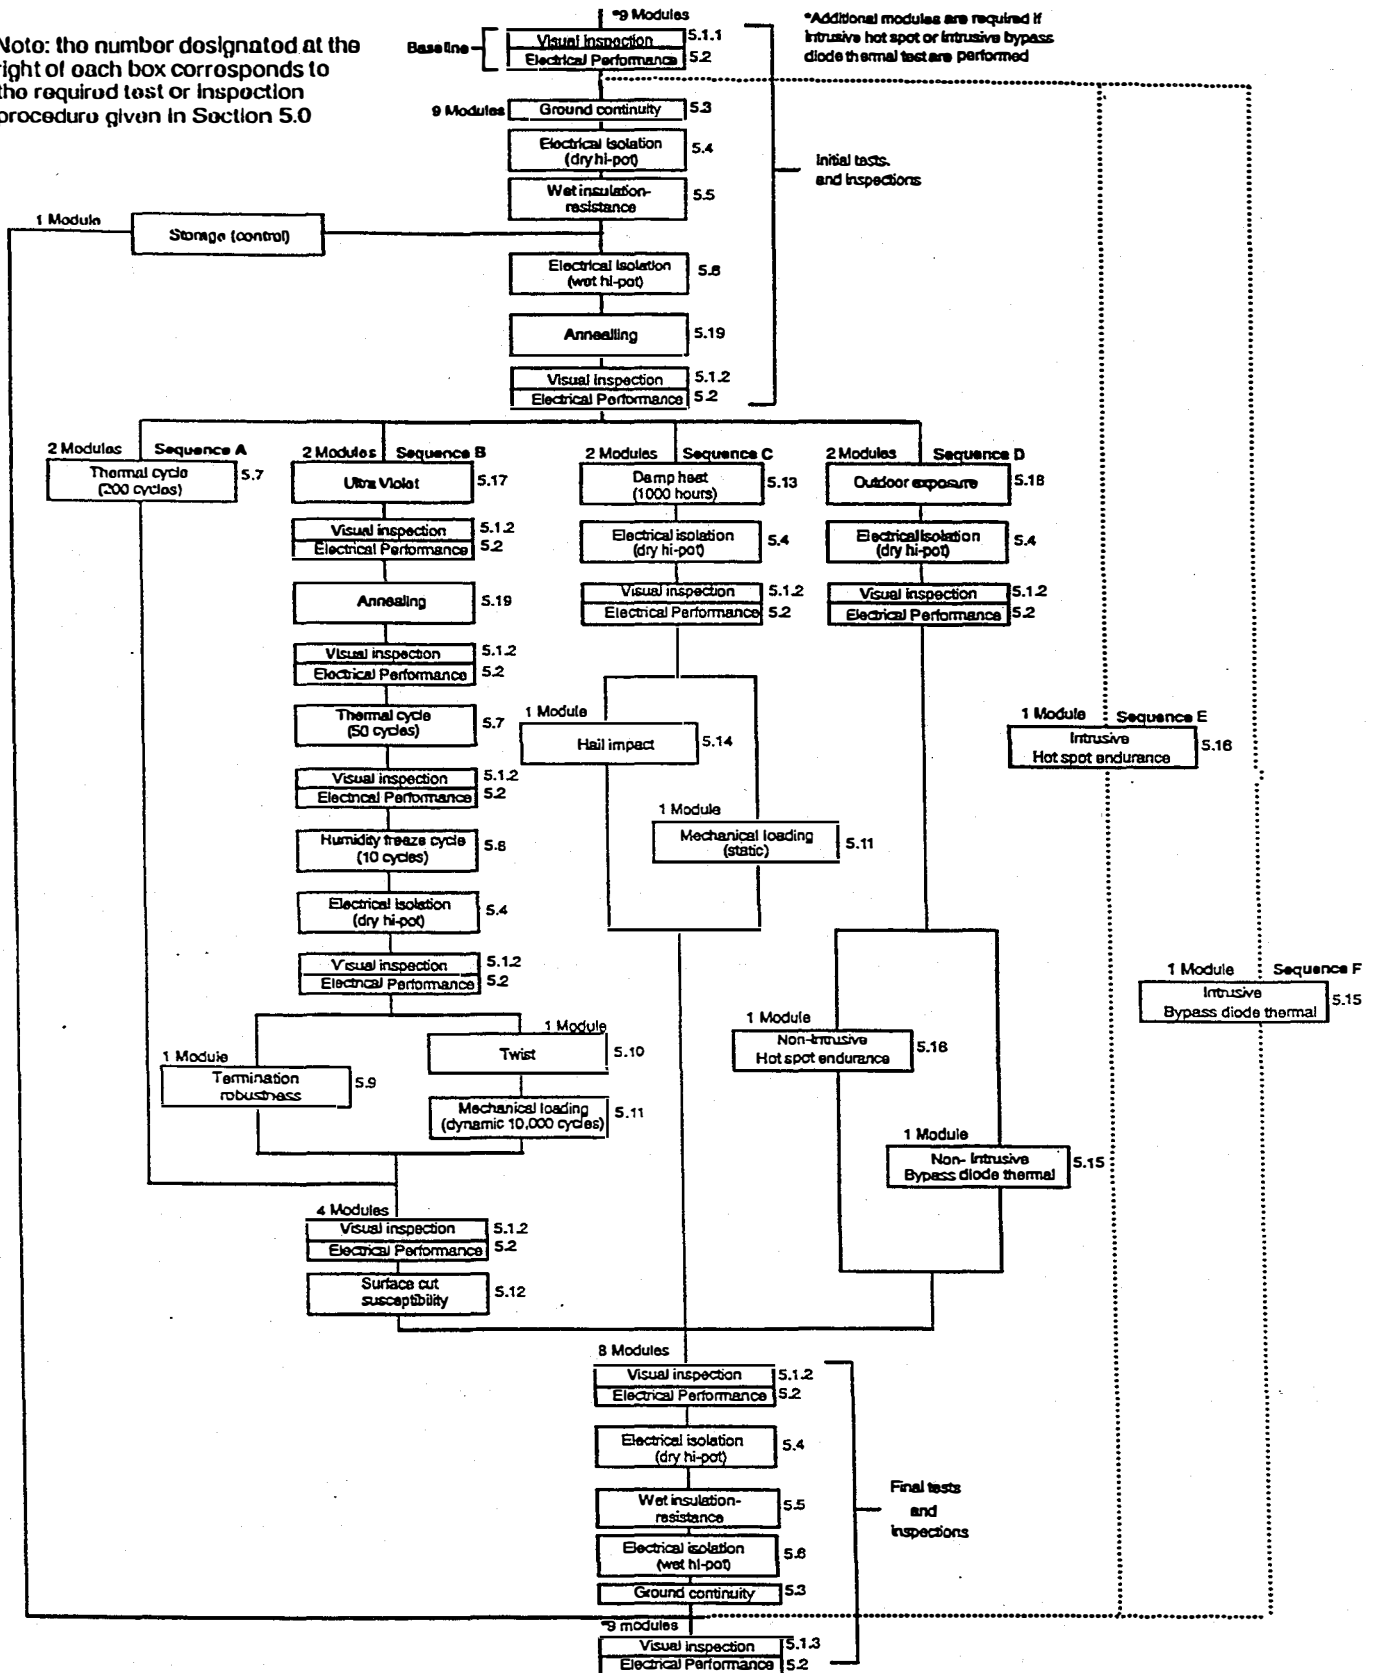 *9 Modules
*Additional modules are required if
intrusive hot spot or intrusive bypass
diode thermal test are performed
Note: the number designated at the
right of each box corresponds to
the required test or inspection
procedure given in Section 5.0
Baseline
Visual inspection 5.1.1
Electrical Performance 5.2
9 Modules
Ground continuity 5.3
Electrical isolation
(dry hi-pot) 5.4
Wet insulation-
resistance 5.5
Initial tests.
and inspections
1 Module
Storage (control)
Electrical isolation
(wet hi-pot) 5.6
Annealling 5.19
Visual inspection 5.1.2
Electrical Performance 5.2
2 Modules Sequence A
Thermal cycle
(200 cycles) 5.7
2 Modules Sequence B
Ultra Violet 5.17
Visual inspection 5.1.2
Electrical Performance 5.2
Annealing 5.19
Visual inspection 5.1.2
Electrical Performance 5.2
Thermal cycle
(50 cycles) 5.7
Visual inspection 5.1.2
Electrical Performance 5.2
Humidity freeze cycle
(10 cycles) 5.8
Electrical isolation
(dry hi-pot) 5.4
Visual inspection 5.1.2
Electrical Performance 5.2
1 Module
Termination
robustness 5.9
1 Module
Twist 5.10
Mechanical loading
(dynamic 10,000 cycles) 5.11
4 Modules
Visual inspection 5.1.2
Electrical Performance 5.2
Surface cut
susceptibility 5.12
2 Modules Sequence C
Damp heat
(1000 hours) 5.13
Electrical isolation
(dry hi-pot) 5.4
Visual inspection 5.1.2
Electrical Performance 5.2
1 Module
Hail impact 5.14
1 Module
Mechanical loading
(static) 5.11
2 Modules Sequence D
Outdoor exposure 5.18
Electrical isolation
(dry hi-pot) 5.4
Visual inspection 5.1.2
Electrical Performance 5.2
1 Module
Non-Intrusive
Hot spot endurance 5.16
1 Module
Non- Intrusive
Bypass diode thermal 5.15
1 Module Sequence E
Intrusive
Hot spot endurance 5.16
1 Module Sequence F
Intrusive
Bypass diode thermal 5.15
8 Modules
Visual inspection 5.1.2
Electrical Performance 5.2
Electrical isolation
(dry hi-pot) 5.4
Wet insulation-
resistance 5.5
Electrical isolation
(wet hi-pot) 5.6
Ground continuity 5.3
Final tests
and
inspections
*9 modules
Visual inspection 5.1.3
Electrical Performance 5.2